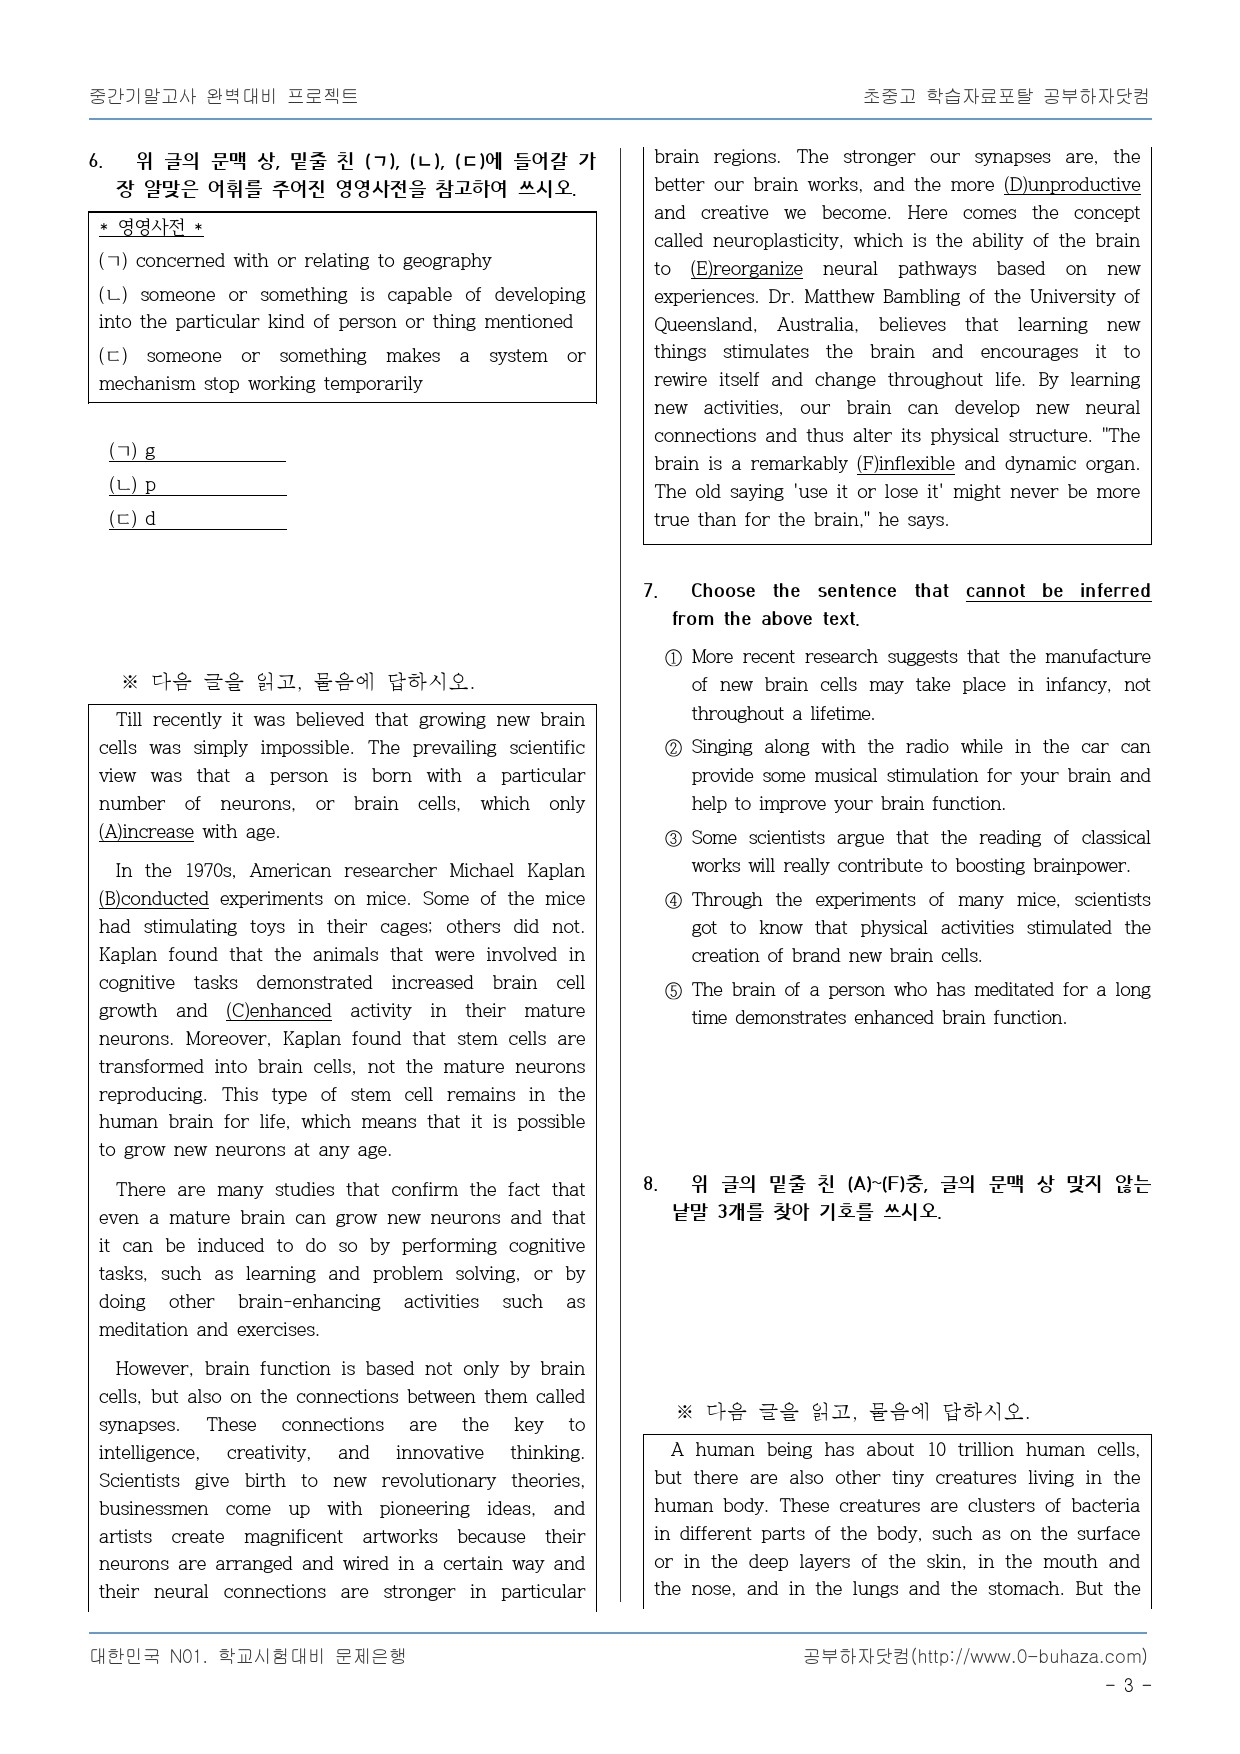 중간기말고사 완벽대비 프로젝트
초중고 학습자료포탈 공부하자닷컴
6. 위 글의 문맥 상, 밑줄 친 (ㄱ), (ㄴ), (ㄷ)에 들어갈 가
장 알맞은 어휘를 주어진 영영사전을 참고하여 쓰시오.
* 영영사전 *
(ㄱ) concerned with or relating to geography
(ㄴ) someone or something is capable of developing
into the particular kind of person or thing mentioned
(ㄷ) someone or something makes a system or
mechanism stop working temporarily
(ㄱ) g
(ㄴ) p
(ㄷ) d
※ 다음 글을 읽고, 물음에 답하시오.
Till recently it was believed that growing new brain
cells was simply impossible. The prevailing scientific
view was that a person is born with a particular
number of neurons, or brain cells, which only
(A)increase with age.
In the 1970s, American researcher Michael Kaplan
(B)conducted experiments on mice. Some of the mice
had stimulating toys in their cages; others did not.
Kaplan found that the animals that were involved in
cognitive tasks demonstrated increased brain cell
growth and (C)enhanced activity in their mature
neurons. Moreover, Kaplan found that stem cells are
transformed into brain cells, not the mature neurons
reproducing. This type of stem cell remains in the
human brain for life, which means that it is possible
to grow new neurons at any age.
There are many studies that confirm the fact that
even a mature brain can grow new neurons and that
it can be induced to do so by performing cognitive
tasks, such as learning and problem solving, or by
doing other brain-enhancing activities such as
meditation and exercises.
However, brain function is based not only by brain
cells, but also on the connections between them called
synapses. These connections are the key to
intelligence, creativity, and innovative thinking.
Scientists give birth to new revolutionary theories,
businessmen come up with pioneering ideas, and
artists create magnificent artworks because their
neurons are arranged and wired in a certain way and
their neural connections are stronger in particular
brain regions. The stronger our synapses are, the
better our brain works, and the more (D)unproductive
and creative we become. Here comes the concept
called neuroplasticity, which is the ability of the brain
to (E)reorganize neural pathways based on new
experiences. Dr. Matthew Bambling of the University of
Queensland, Australia, believes that learning new
things stimulates the brain and encourages it to
rewire itself and change throughout life. By learning
new activities, our brain can develop new neural
connections and thus alter its physical structure. "The
brain is a remarkably (F)inflexible and dynamic organ.
The old saying 'use it or lose it' might never be more
true than for the brain," he says.
7. Choose the sentence that cannot be inferred
from the above text.
① More recent research suggests that the manufacture
of new brain cells may take place in infancy, not
throughout a lifetime.
② Singing along with the radio while in the car can
provide some musical stimulation for your brain and
help to improve your brain function.
③ Some scientists argue that the reading of classical
works will really contribute to boosting brainpower.
④ Through the experiments of many mice, scientists
got to know that physical activities stimulated the
creation of brand new brain cells.
⑤ The brain of a person who has meditated for a long
time demonstrates enhanced brain function.
8. 위 글의 밑줄 친 (A)~(F)중, 글의 문맥 상 맞지 않는
낱말 3개를 찾아 기호를 쓰시오.
※ 다음 글을 읽고, 물음에 답하시오.
A human being has about 10 trillion human cells,
but there are also other tiny creatures living in the
human body. These creatures are clusters of bacteria
in different parts of the body, such as on the surface
or in the deep layers of the skin, in the mouth and
the nose, and in the lungs and the stomach. But the
대한민국 NO1. 학교시험대비 문제은행
공부하자닷컴(http://www.0-buhaza.com)
- 3 -